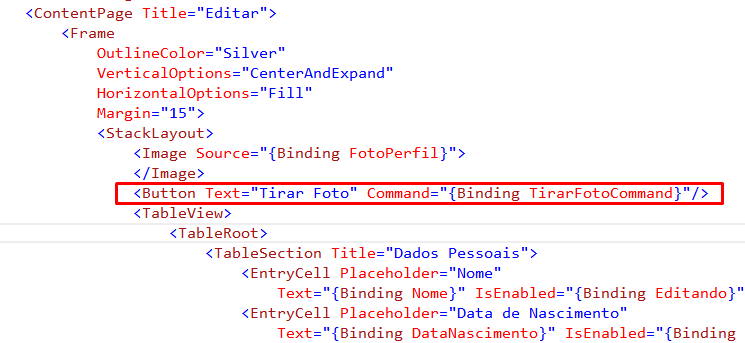 <ContentPage Title="Editar">
<Frame
OutlineColor="Silver"
VerticalOptions="CenterAndExpand"
HorizontalOptions="Fill"
Margin="15">
<StackLayout>
<Image Source="{Binding FotoPerfil}">
</Image>
<Button Text="Tirar Foto" Command="{Binding TirarFotoCommand}"/>
<TableView>
<TableRoot>
<TableSection Title="Dados Pessoais">
<EntryCell Placeholder="Nome"
Text="{Binding Nome}" IsEnabled="{Binding Editando}"
<EntryCell Placeholder="Data de Nascimento"
Text="{Binding DataNascimento}" IsEnabled="{Binding